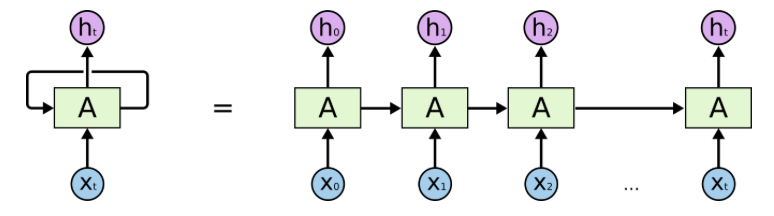 hₜ h₀ h₁ h₂ hₜ
A = A A A A
xₜ x₀ x₁ x₂ ... xₜ